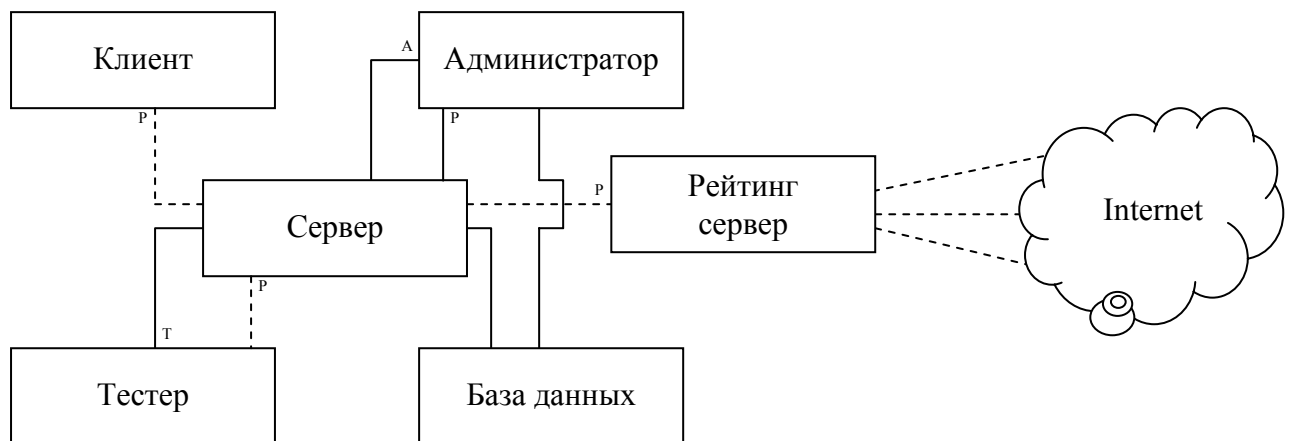 Клиент
А
Администратор
Р
Р
Р
Рейтинг
сервер
Internet
Сервер
Р
Т
Тестер
База данных